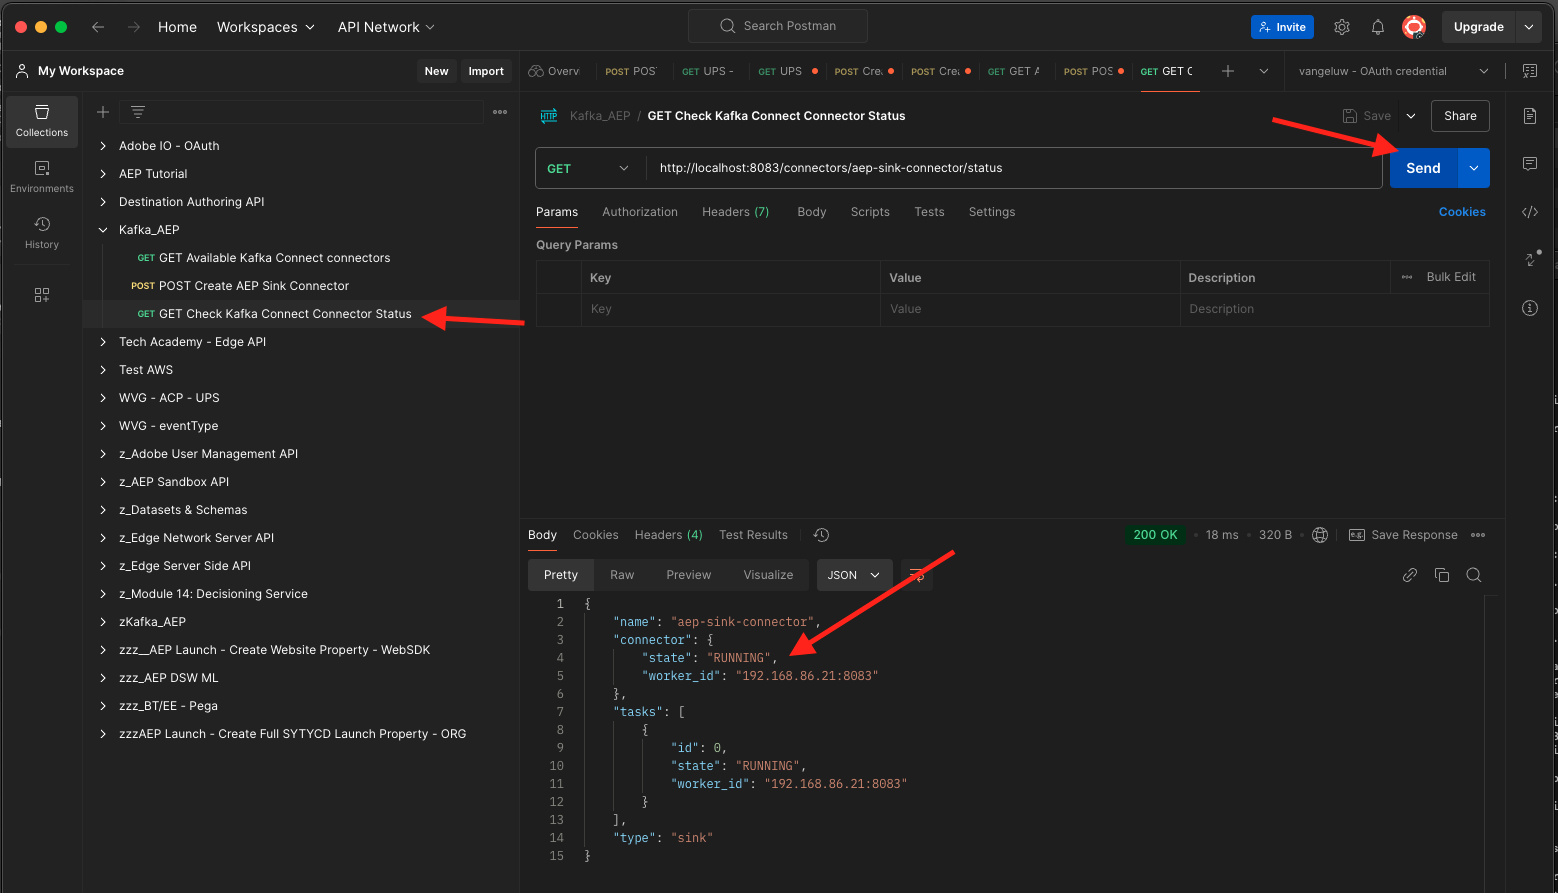 Home
Workspaces
API Network
Search Postman
Invite
Upgrade
My Workspace
New
Import
Overv
POST POST
GET UPS -
GET UPS
POST Cre
POST Cre
GET GET A
POST POS
GET GET C
vangeluw - OAuth credential
Collections
Environments
History
Adobe IO - OAuth
AEP Tutorial
Destination Authoring API
Kafka_AEP
GET GET Available Kafka Connect connectors
POST POST Create AEP Sink Connector
GET GET Check Kafka Connect Connector Status
Tech Academy - Edge API
Test AWS
WVG - ACP - UPS
WVG - eventType
z_Adobe User Management API
z_AEP Sandbox API
z_Datasets & Schemas
z_Edge Network Server API
z_Edge Server Side API
z_Module 14: Decisioning Service
zKafka_AEP
zzz__AEP Launch - Create Website Property - WebSDK
zzz_AEP DSW ML
zzz_BT/EE - Pega
zzzAEP Launch - Create Full SYTYCD Launch Property - ORG
HTTP Kafka_AEP / GET Check Kafka Connect Connector Status
Save
Share
GET
http://localhost:8083/connectors/aep-sink-connector/status
Send
Params
Authorization
Headers (7)
Body
Scripts
Tests
Settings
Cookies
Query Params
Key
Value
Description
Bulk Edit
Key
Value
Description
Body
Cookies
Headers (4)
Test Results
200 OK
18 ms
320 B
e.g.
Save Response
Pretty
Raw
Preview
Visualize
JSON
1 {
2 "name": "aep-sink-connector",
3 "connector": {
4 "state": "RUNNING",
5 "worker_id": "192.168.86.21:8083"
6 },
7 "tasks": [
8 {
9 "id": 0,
10 "state": "RUNNING",
11 "worker_id": "192.168.86.21:8083"
12 }
13 ],
14 "type": "sink"
15 }